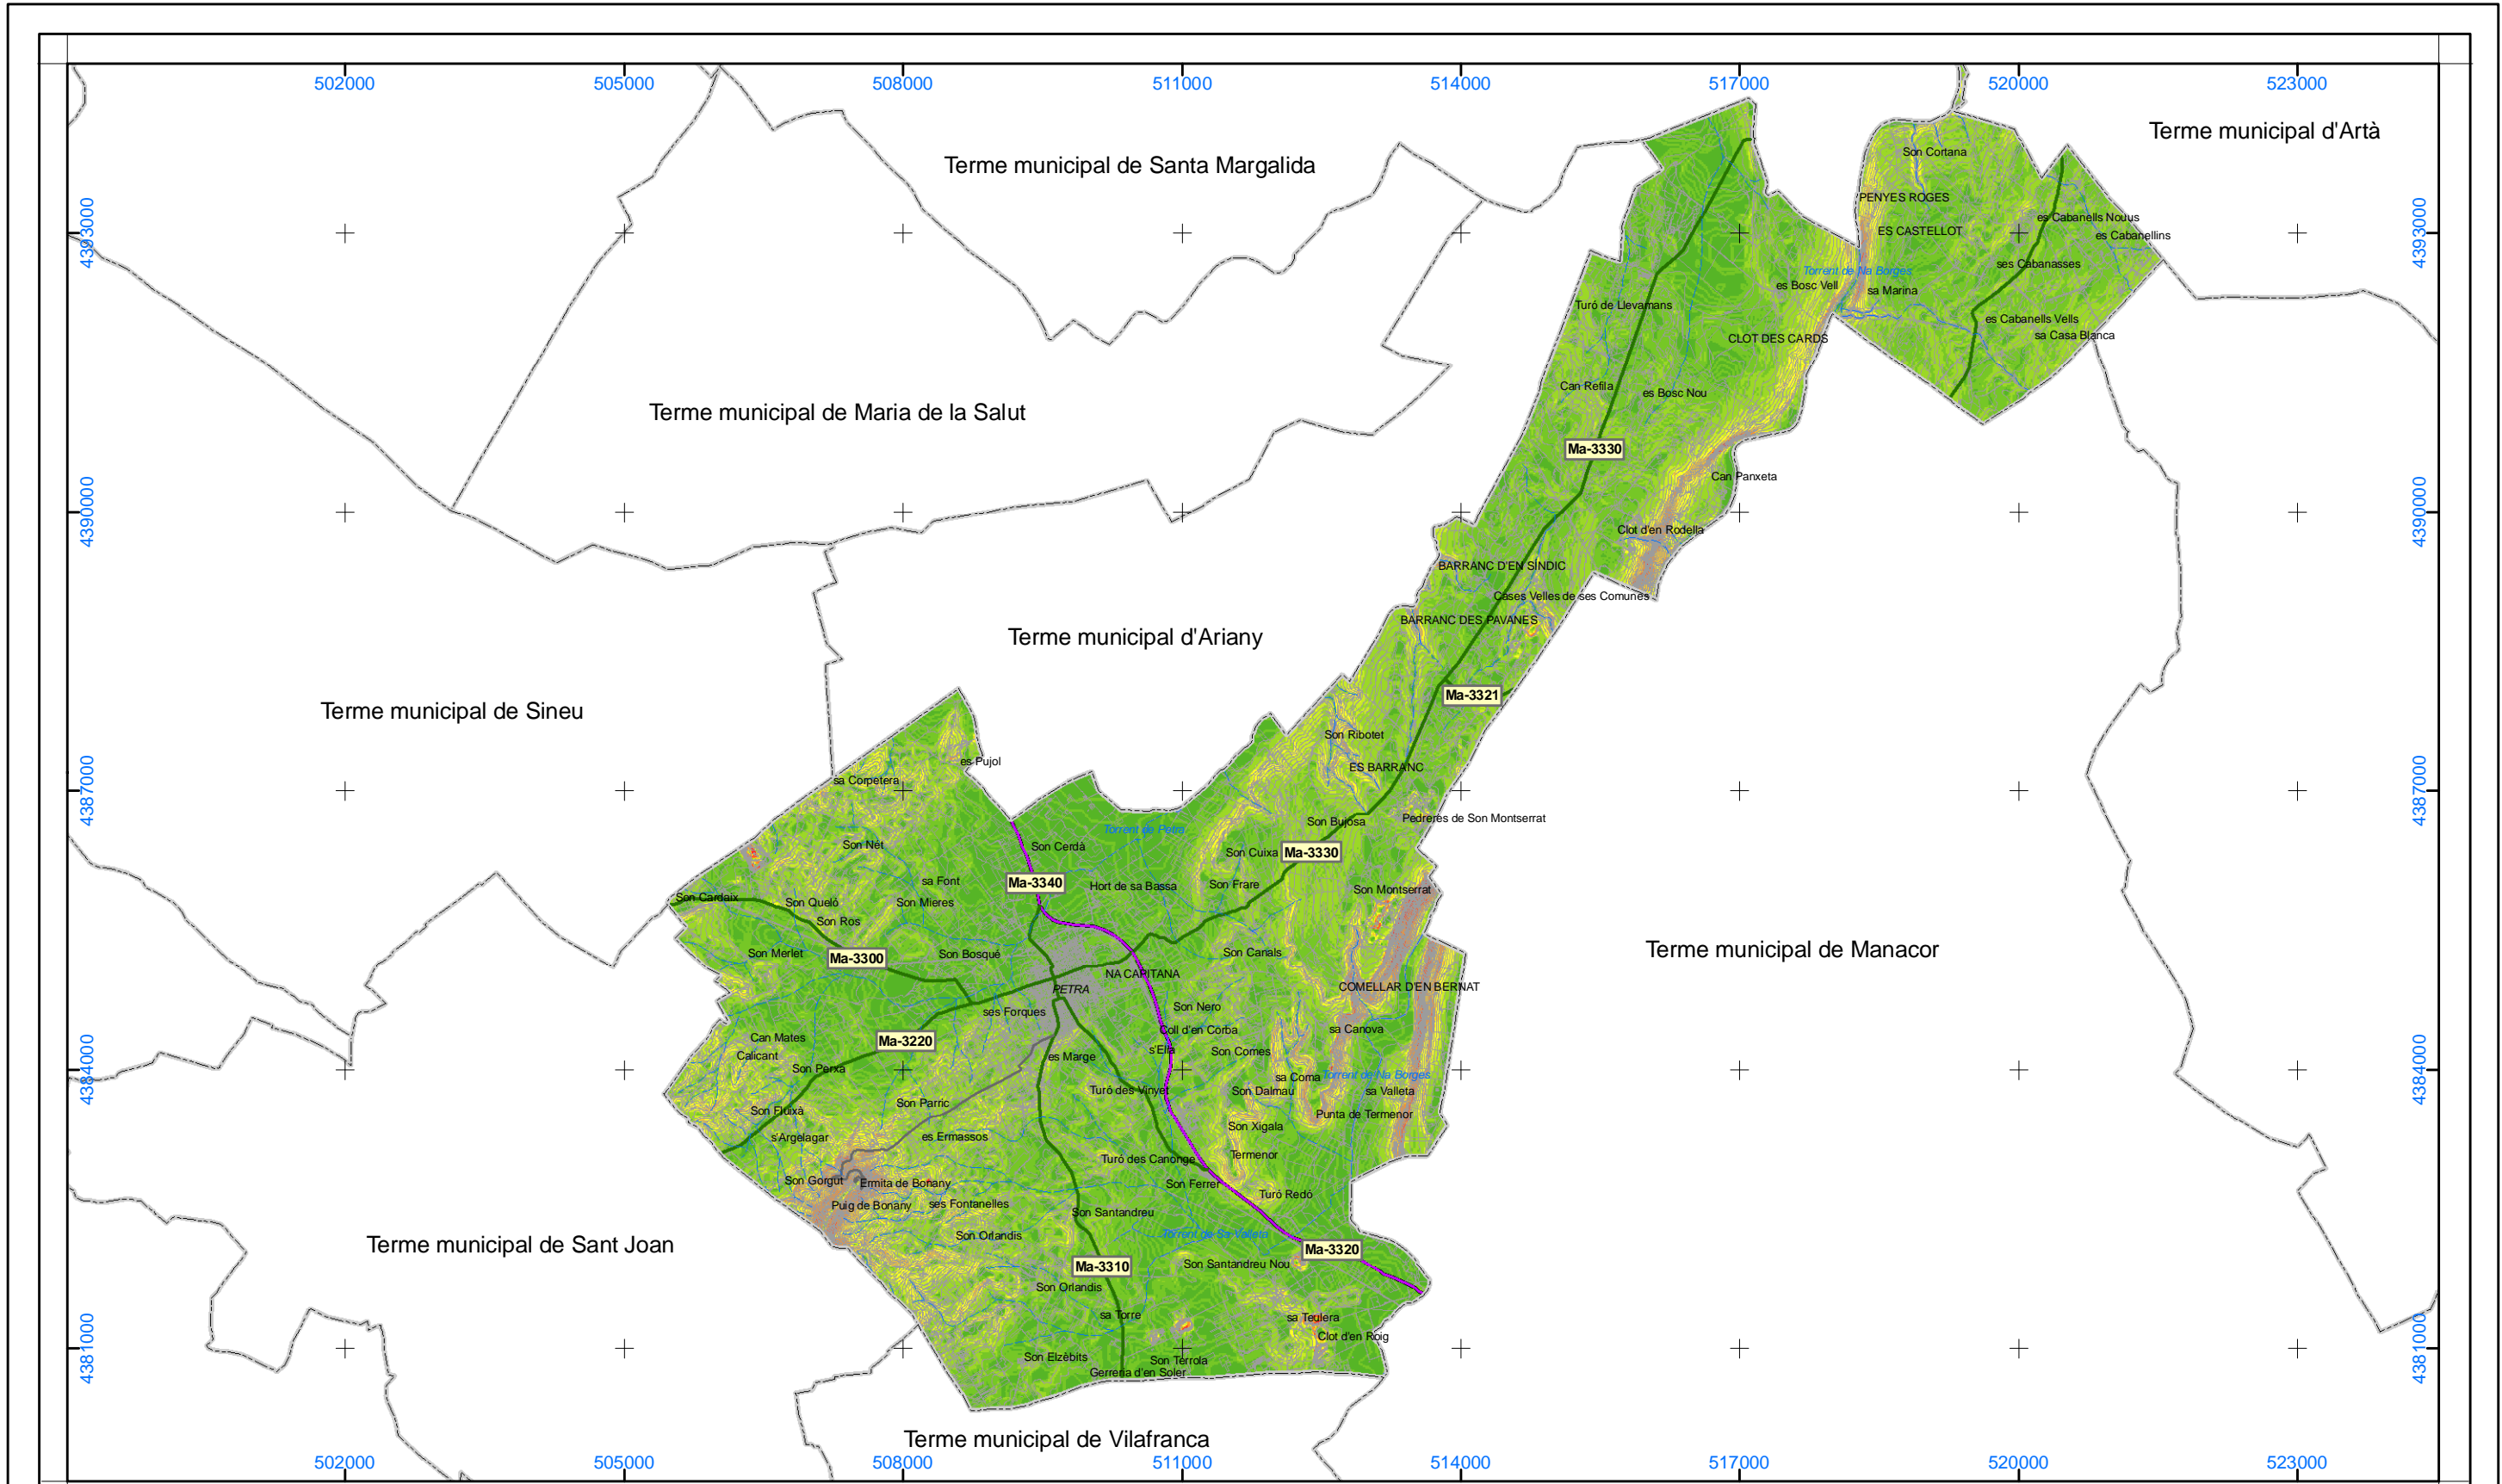 502000 505000 508000 511000 514000 517000 520000 523000
Terme municipal d'Artà
Terme municipal de Santa Margalida
Son Cortana
PENYES ROGES
es Cabanells Nous
ES CASTELLOT
es Cabanellins
4393000
4393000
ses Cabanasses
Torrent de Na Borges
es Bosc Vell
sa Marina
Turó de Llevamans
es Cabanells Vells
sa Casa Blanca
CLOT DES CARDS
Can Refila
es Bosc Nou
Terme municipal de Maria de la Salut
Ma-3330
Can Panxeta
4390000
4390000
Clot d'en Rodella
BARRANC D'EN SÍNDIC
Cases Velles de ses Comunes
BARRANC DES PAVANES
Terme municipal d'Ariany
Ma-3321
Terme municipal de Sineu
Son Ribotet
es Pujol
ES BARRANC
sa Corpetera
4387000
4387000
Pedreres de Son Montserrat
Son Bujosa
Torrent de Petra
Son Cerdà
Son Nét
Son Cuixa
Ma-3330
sa Font
Ma-3340
Hort de sa Bassa
Son Frare
Son Montserrat
Son Cardaix
Son Queló
Son Mieres
Son Ros
Son Merlet
Ma-3300
Son Bosqué
Son Canals
Terme municipal de Manacor
NA CAPITANA
PETRA
COMELLAR D'EN BERNAT
Son Nero
ses Forques
Coll d'en Corba
sa Canova
Can Mates
Ma-3220
Calicant
s'Ella
Son Comes
es Marge
4384000
4384000
Son Perxa
sa Coma
Torrent de Na Borges
Turó des Vinyet
Son Dalmau
sa Valleta
Son Parric
Son Fluixà
Punta de Termenor
Son Xigala
s'Argelagar
es Ermassos
Termenor
Turó des Canonge
Son Gorgut
Ermita de Bonany
Son Ferrer
Turó Redó
Puig de Bonany
ses Fontanelles
Son Santandreu
Son Orlandis
Torrent de Sa Valleta
Terme municipal de Sant Joan
Ma-3320
Ma-3310
Son Santandreu Nou
Son Orlandis
sa Torre
sa Teulera
Clot d'en Roig
4381000
4381000
Son Elzèbits
Son Terrola
Gerreria d'en Soler
Terme municipal de Vilafranca
502000 505000 508000 511000 514000 517000 520000 523000